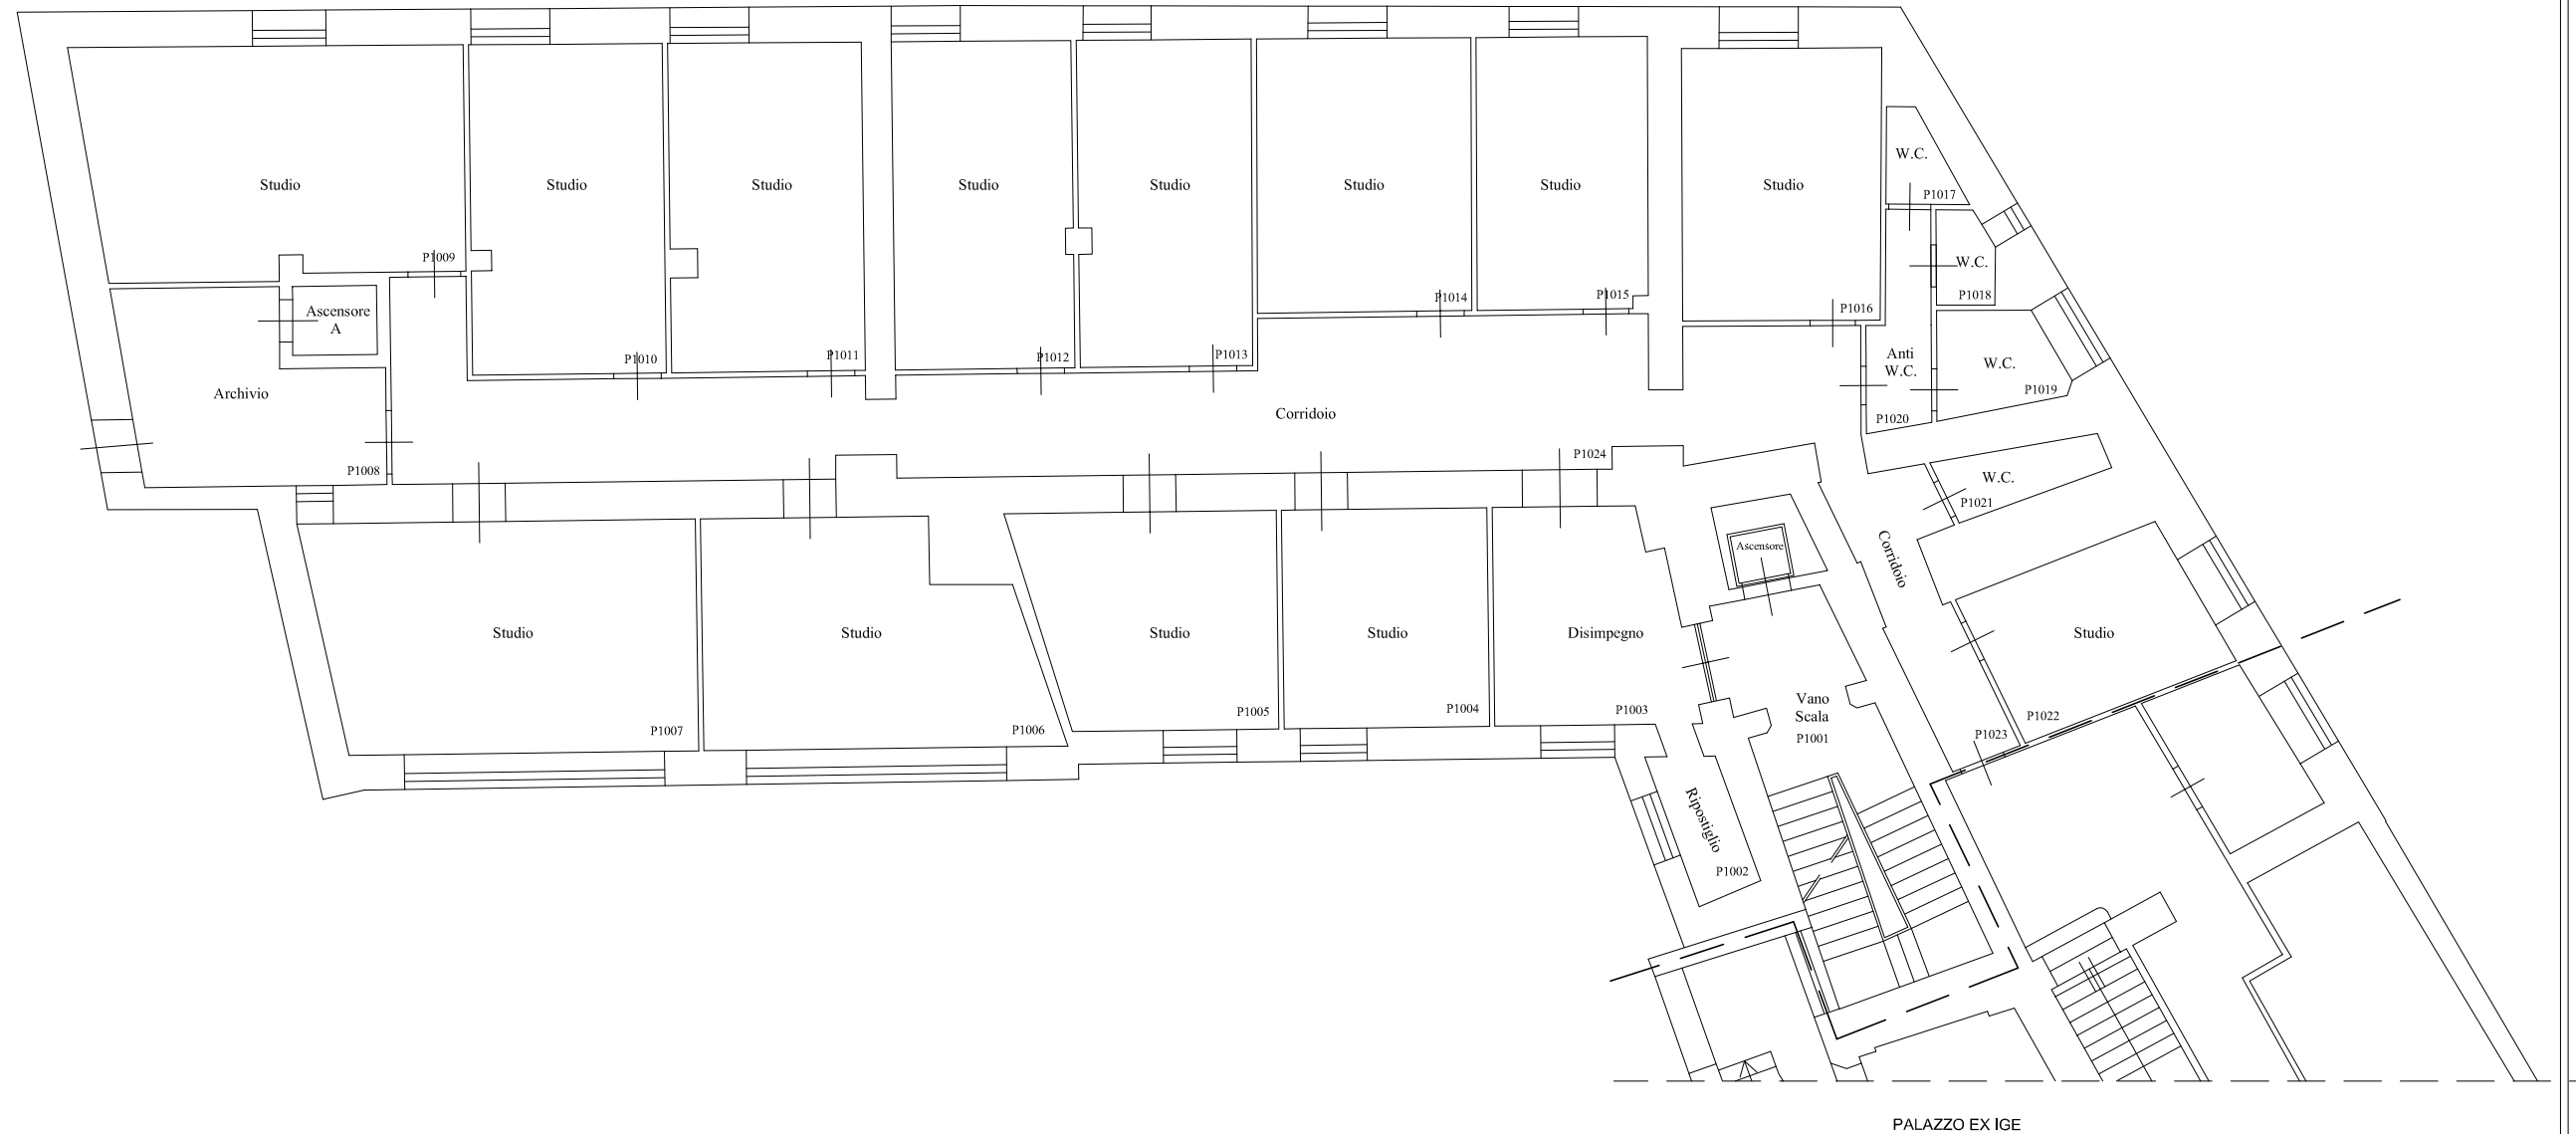 Studio
Studio
Studio
Studio
Studio
Studio
Studio
Studio
W.C.
P1017
P1009
W.C.
P1018
Ascensore
A
P1014
P1015
P1016
P1010
P1011
P1012
P1013
Anti
W.C.
W.C.
P1019
Archivio
Corridoio
P1020
P1008
P1024
W.C.
P1021
Ascensore
Corridoio
Studio
Studio
Studio
Studio
Disimpegno
Studio
P1007
P1006
P1005
P1004
P1003
Vano
Scala
P1001
P1022
P1023
Ripostiglio
P1002
PALAZZO EX IGE